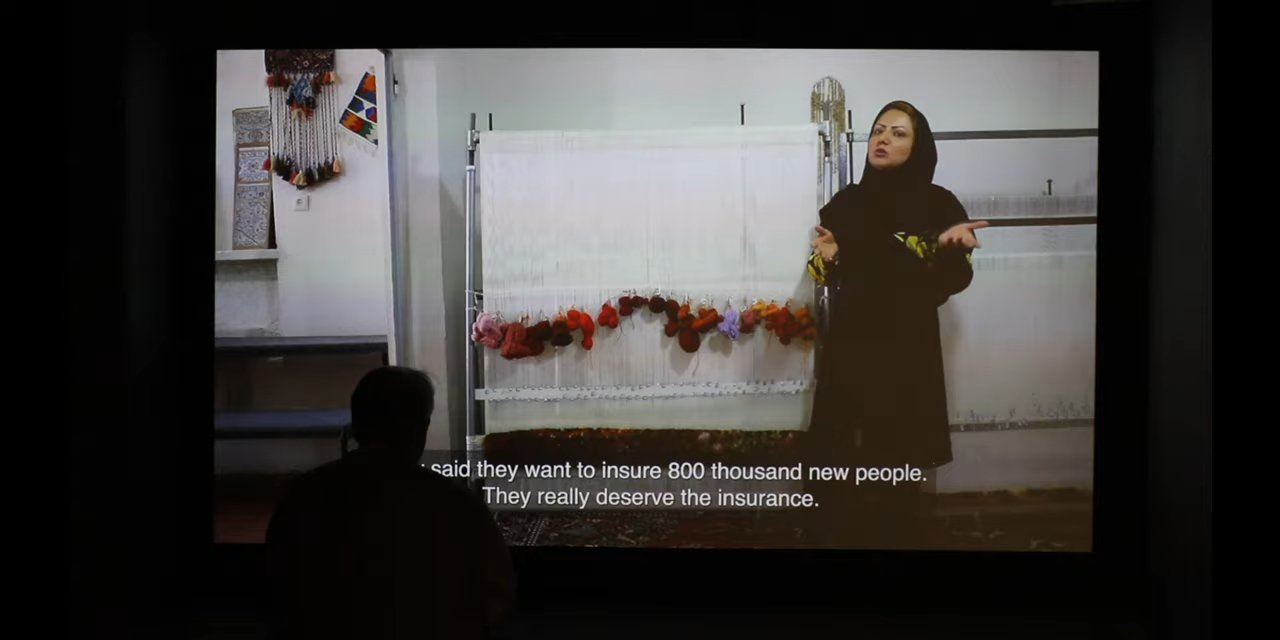 said they want to insure 800 thousand new people.
They really deserve the insurance.